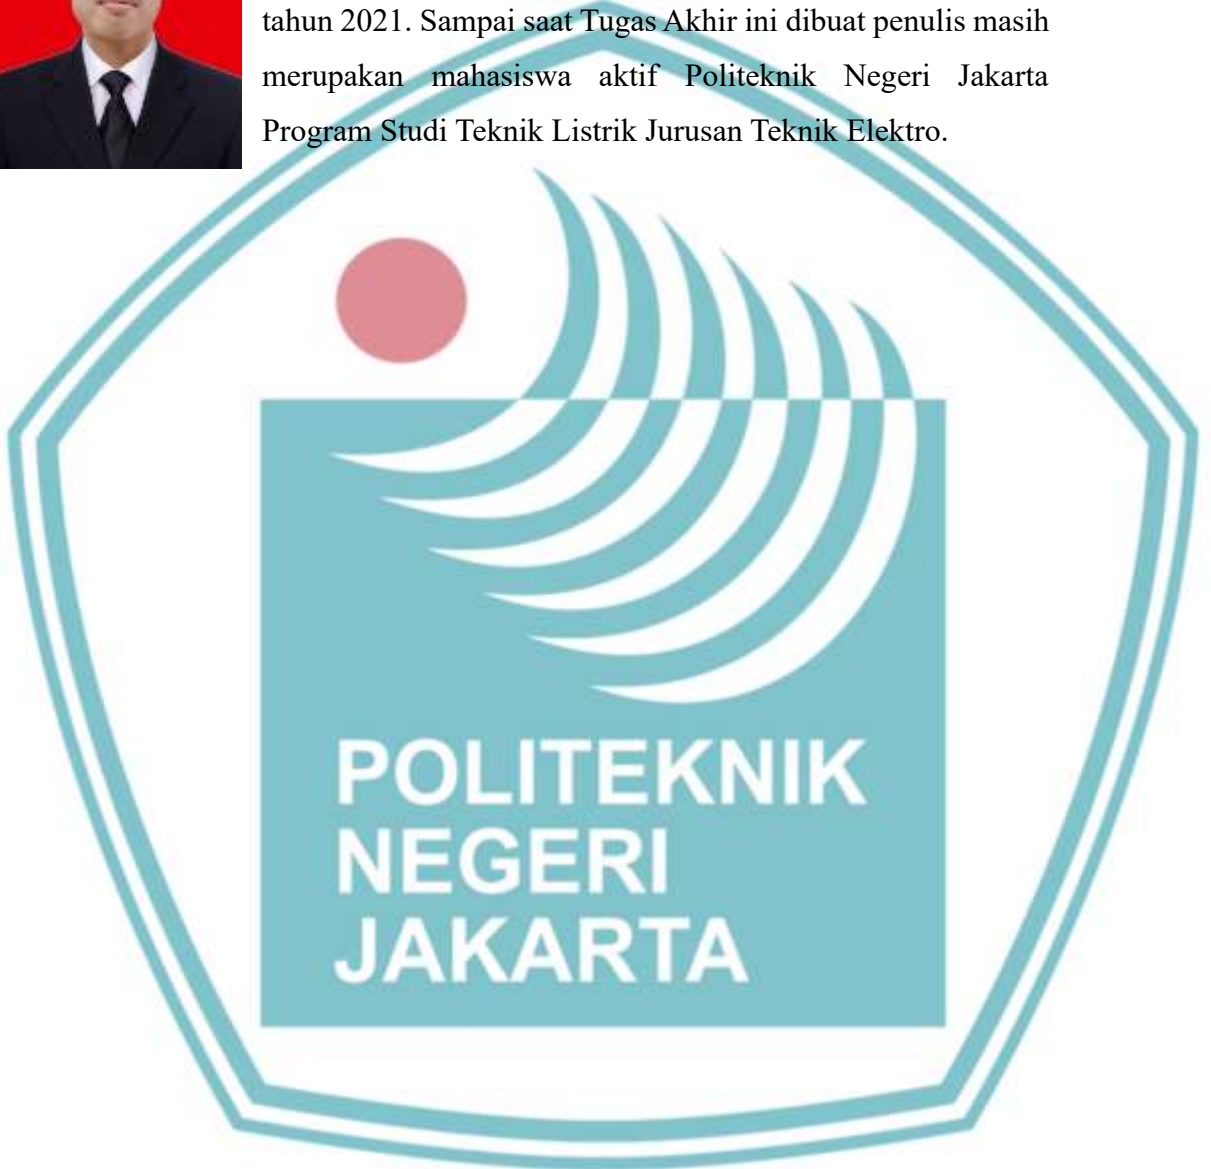 tahun 2021. Sampai saat Tugas Akhir ini dibuat penulis masih
merupakan mahasiswa aktif Politeknik Negeri Jakarta
Program Studi Teknik Listrik Jurusan Teknik Elektro.
POLITEKNIK
NEGERI
JAKARTA